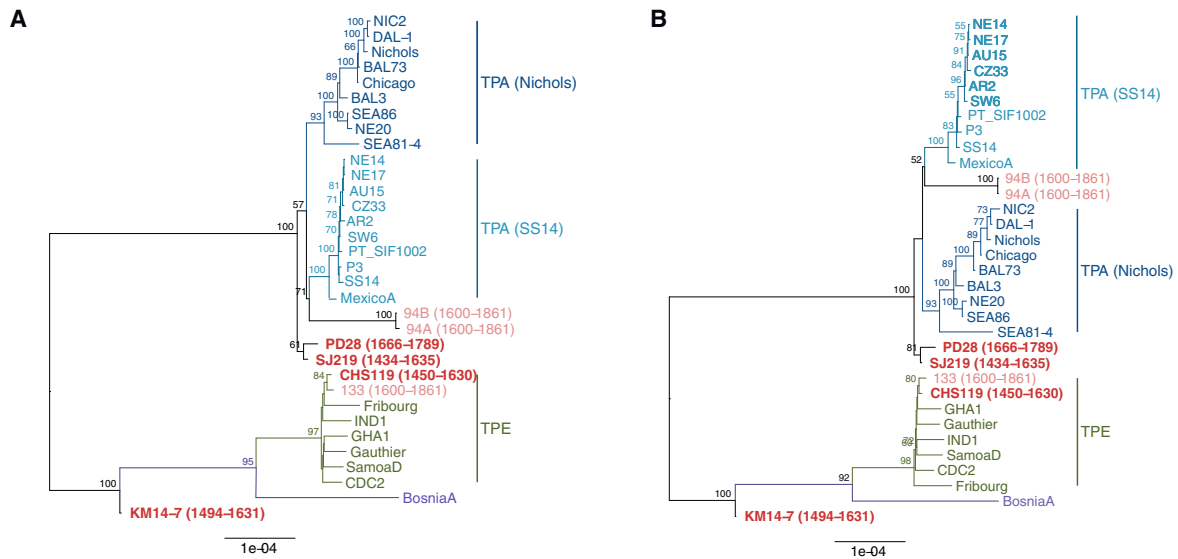 A
100
NIC2
100
DAL-1
66
Nichols
100
BAL73
89
Chicago
100
BAL3
SEA86
100
NE20
93
SEA81-4
TPA (Nichols)
NE14
NE17
81
AU15
71
CZ33
78
AR2
70
SW6
100
PT_SIF1002
P3
100
SS14
MexicoA
TPA (SS14)
57
100
71
100
94B (1600–1861)
94A (1600–1861)
61
PD28 (1666–1789)
SJ219 (1434–1635)
84
CHS119 (1450–1630)
133 (1600–1861)
Fribourg
IND1
97
GHA1
Gauthier
SamoaD
CDC2
TPE
95
BosniaA
100
KM14-7 (1494–1631)
1e-04
B
55
NE14
75
NE17
91
AU15
84
CZ33
96
AR2
55
SW6
PT_SIF1002
83
P3
100
SS14
MexicoA
TPA (SS14)
52
100
94B (1600–1861)
94A (1600–1861)
73
NIC2
77
DAL-1
89
Nichols
Chicago
89
BAL73
100
BAL3
100
NE20
SEA86
93
SEA81-4
TPA (Nichols)
100
81
PD28 (1666–1789)
SJ219 (1434–1635)
80
133 (1600–1861)
CHS119 (1450–1630)
GHA1
Gauthier
IND1
SamoaD
98
CDC2
Fribourg
TPE
92
BosniaA
100
KM14-7 (1494–1631)
1e-04